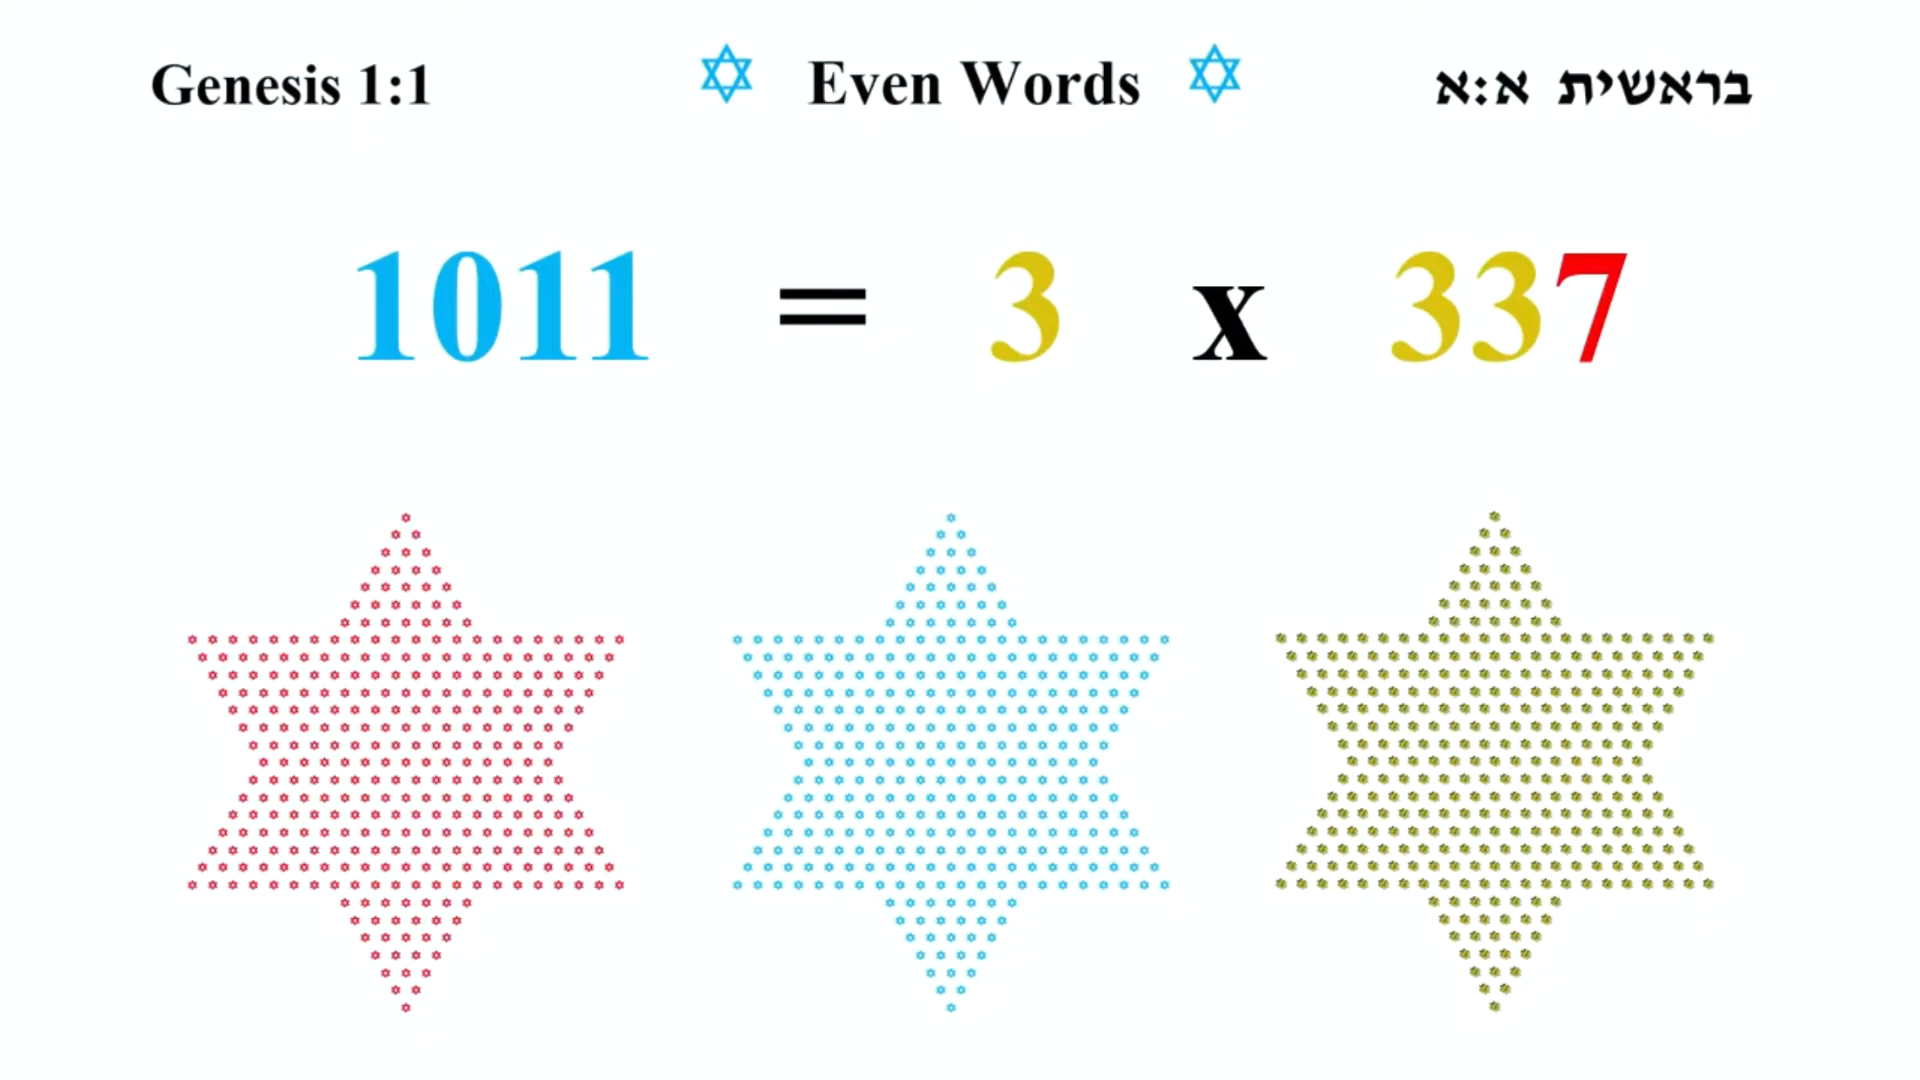 Genesis 1:1 Even Words בראשית א:א
1011 = 3 x 337